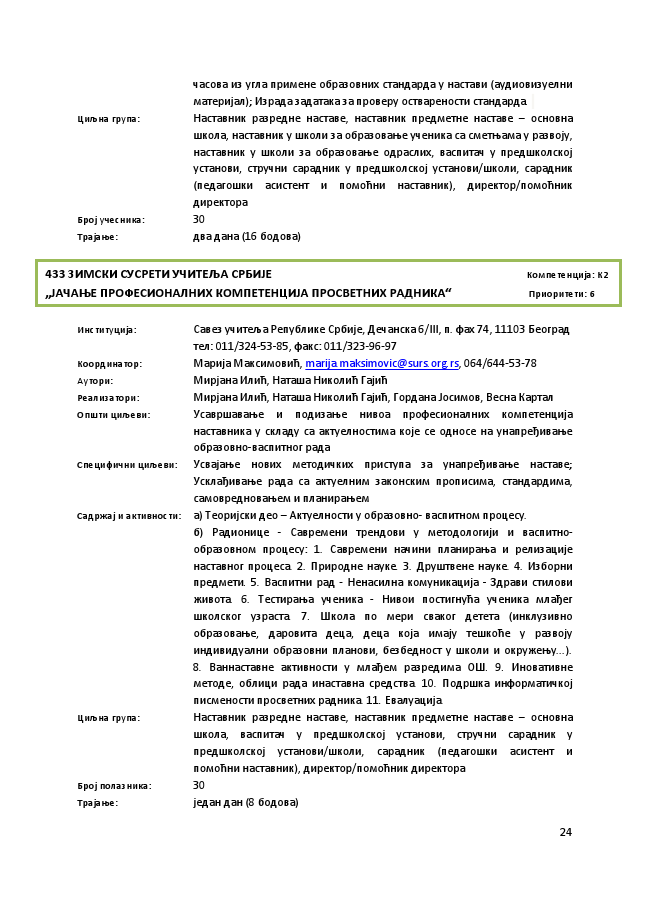 часова из угла примене образовних стандарда у настави (аудиовизуелни
материјал); Израда задатака за проверу остварености стандарда.
Циљна група: Наставник разредне наставе, наставник предметне наставе – основна
школа, наставник у школи за образовање ученика са сметњама у развоју,
наставник у школи за образовање одраслих, васпитач у предшколској
установи, стручни сарадник у предшколској установи/школи, сарадник
(педагошки асистент и помоћни наставник), директор/помоћник
директора
Број учесника: 30
Трајање: два дана (16 бодова)
433 ЗИМСКИ СУСРЕТИ УЧИТЕЉА СРБИЈЕ Компетенција: К2
„ЈАЧАЊЕ ПРОФЕСИОНАЛНИХ КОМПЕТЕНЦИЈА ПРОСВЕТНИХ РАДНИКА“ Приоритети: 6
Институција: Савез учитеља Републике Србије, Дечанска 6/III, п. фах 74, 11103 Београд
тел: 011/324-53-85, факс: 011/323-96-97
Координатор: Марија Максимовић, marija.maksimovic@surs.org.rs, 064/644-53-78
Аутори: Мирјана Илић, Наташа Николић Гајић
Реализатори: Мирјана Илић, Наташа Николић Гајић, Гордана Јосимов, Весна Картал
Општи циљеви: Усавршавање и подизање нивоа професионалних компетенција
наставника у складу са актуелностима које се односе на унапређивање
образовно-васпитног рада
Специфични циљеви: Усвајање нових методичких приступа за унапређивање наставе;
Усклађивање рада са актуелним законским прописима, стандардима,
самовредновањем и планирањем
Садржај и активности: а) Теоријски део – Актуелности у образовно- васпитном процесу.
б) Радионице - Савремени трендови у методологији и васпитно-
образовном процесу: 1. Савремени начини планирања и релизације
наставног процеса. 2. Природне науке. 3. Друштвене науке. 4. Изборни
предмети. 5. Васпитни рад - Ненасилна комуникација - Здрави стилови
живота. 6. Тестирања ученика - Нивои постигнућа ученика млађег
школског узраста. 7. Школа по мери сваког детета (инклузивно
образовање, даровита деца, деца која имају тешкоће у развоју
индивидуални образовни планови, безбедност у школи и окружењу...).
8. Ваннаставне активности у млађем разредима ОШ. 9. Иновативне
методе, облици рада инаставна средства. 10. Подршка информатичкој
писмености просветних радника. 11. Евалуација.
Циљна група: Наставник разредне наставе, наставник предметне наставе – основна
школа, васпитач у предшколској установи, стручни сарадник у
предшколској установи/школи, сарадник (педагошки асистент и
помоћни наставник), директор/помоћник директора
Број полазника: 30
Трајање: један дан (8 бодова)
24